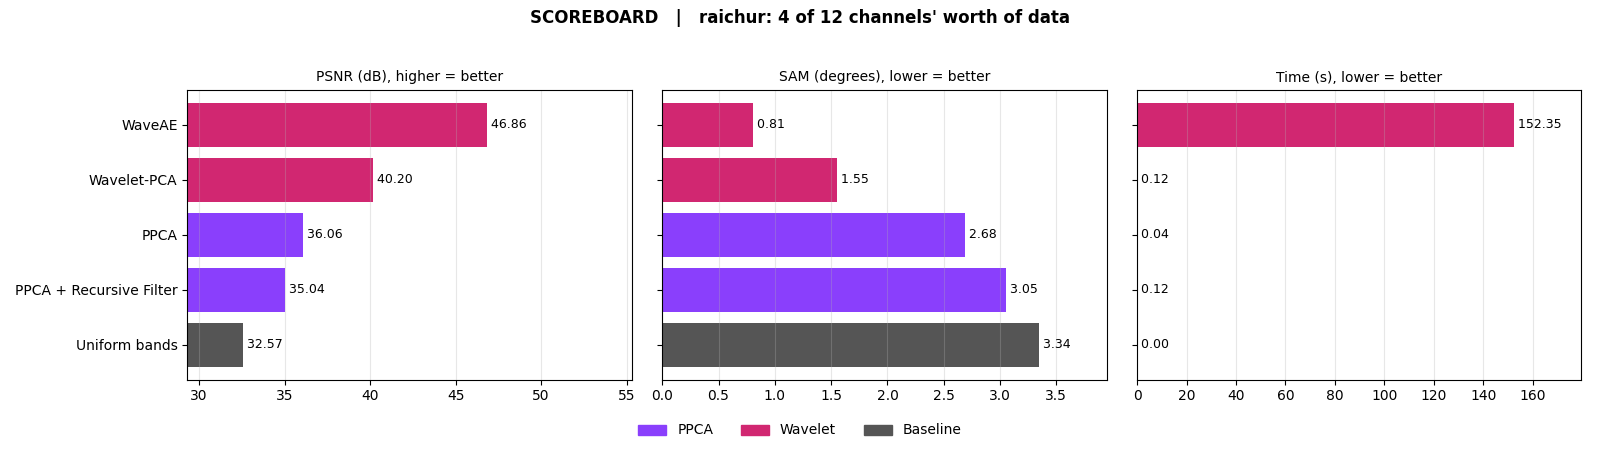 SCOREBOARD | raichur: 4 of 12 channels' worth of data
PSNR (dB), higher = better
SAM (degrees), lower = better
Time (s), lower = better
WaveAE
46.86
0.81
152.35
Wavelet-PCA
40.20
1.55
0.12
PPCA
36.06
2.68
0.04
PPCA + Recursive Filter
35.04
3.05
0.12
Uniform bands
32.57
3.34
0.00
30 35 40 45 50 55
0.0 0.5 1.0 1.5 2.0 2.5 3.0 3.5
0 20 40 60 80 100 120 140 160
PPCA Wavelet Baseline